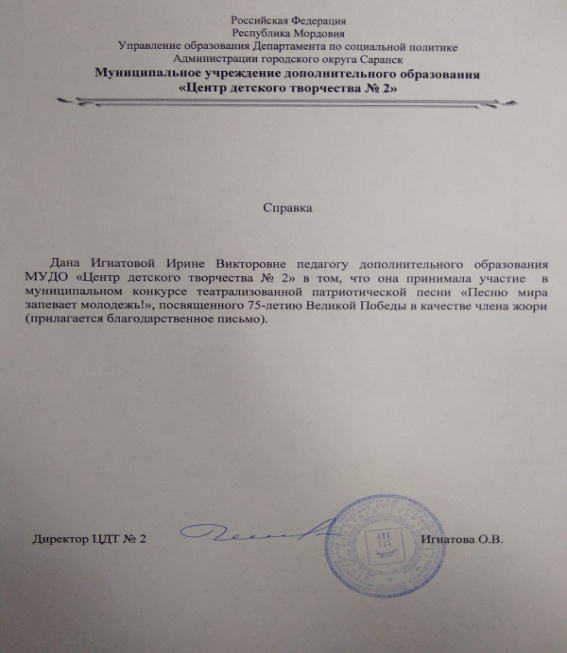 Российская Федерация
Республика Мордовия
Управление образования Департамента по социальной политике
Администрации городского округа Саранск
Муниципальное учреждение дополнительного образования
«Центр детского творчества № 2»
Справка
Дана Игнатовой Ирине Викторовне педагогу дополнительного образования
МУДО «Центр детского творчества № 2» в том, что она принимала участие в
муниципальном конкурсе театрализованной патриотической песни «Песню мира
запевает молодежь!», посвященного 75-летию Великой Победы в качестве члена жюри
(прилагается благодарственное письмо).
Директор ЦДТ № 2 Игнатова О.В.